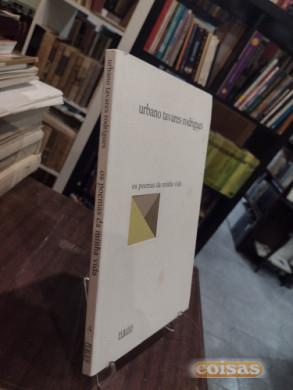 urbano tavares rodrigues
os poemas da minha vida
urbano tavares rodrigues
os poemas da minha vida
coisas